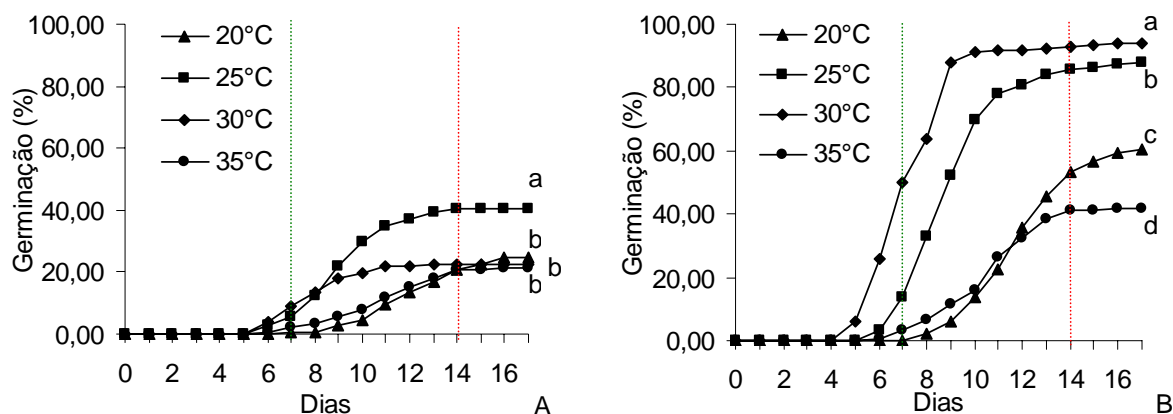 100,00
80,00
60,00
40,00
20,00
0,00
Germinação (%)
20°C
25°C
30°C
35°C
a
b
b
b
0 2 4 6 8 10 12 14 16
Dias
A
100,00
80,00
60,00
40,00
20,00
0,00
Germinação (%)
20°C
25°C
30°C
35°C
a
b
c
d
0 2 4 6 8 10 12 14 16
Dias
B